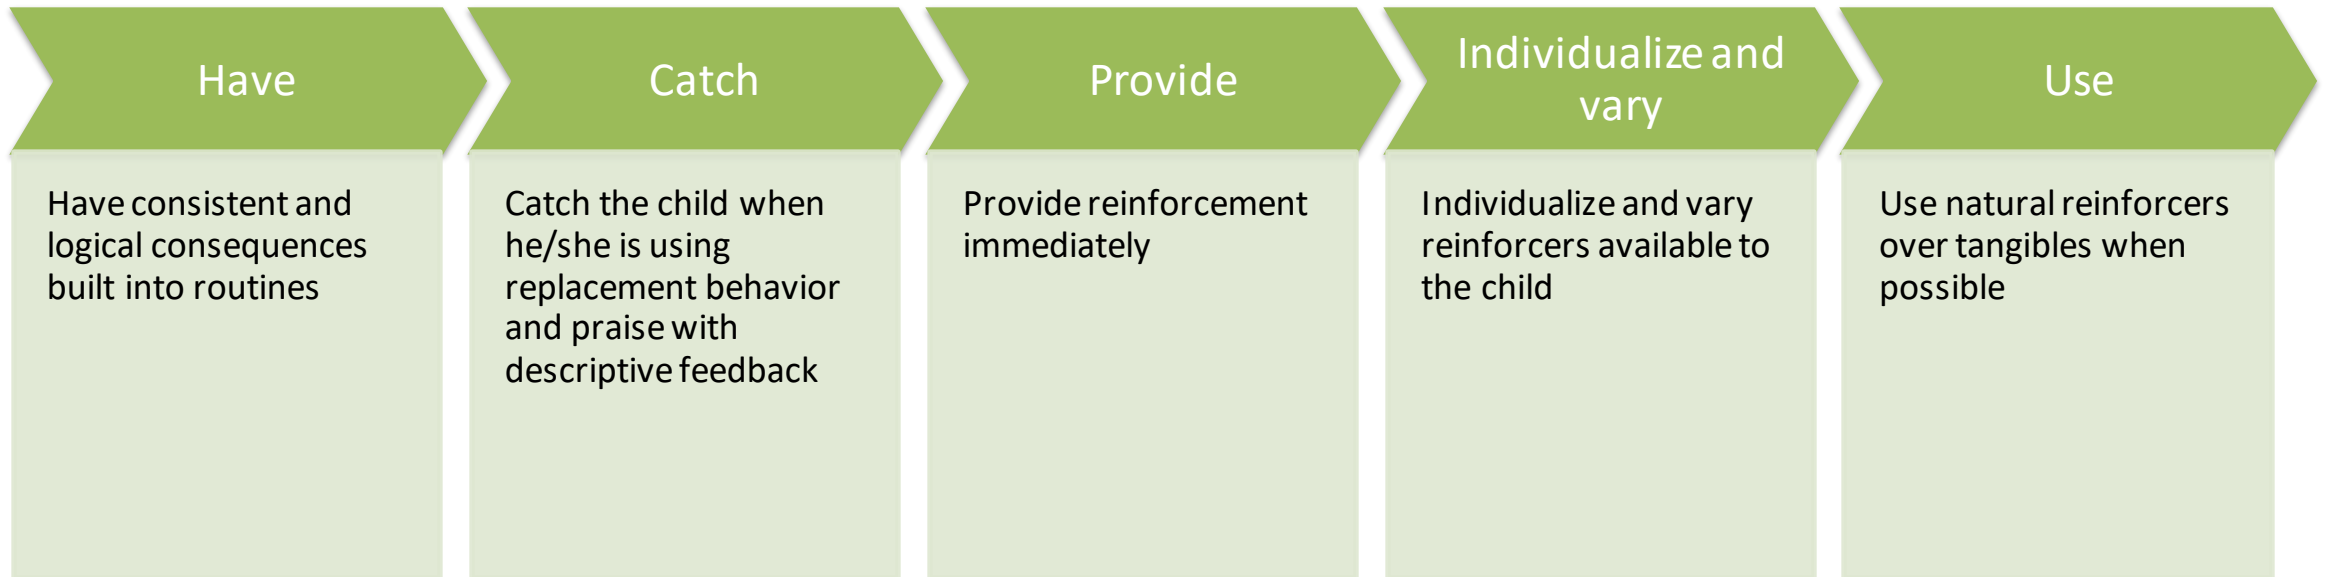 Have
Catch
Provide
Individualize and
vary
Use
Have consistent and
logical consequences
built into routines
Catch the child when
he/she is using
replacement behavior
and praise with
descriptive feedback
Provide reinforcement
immediately
Individualize and vary
reinforcers available to
the child
Use natural reinforcers
over tangibles when
possible